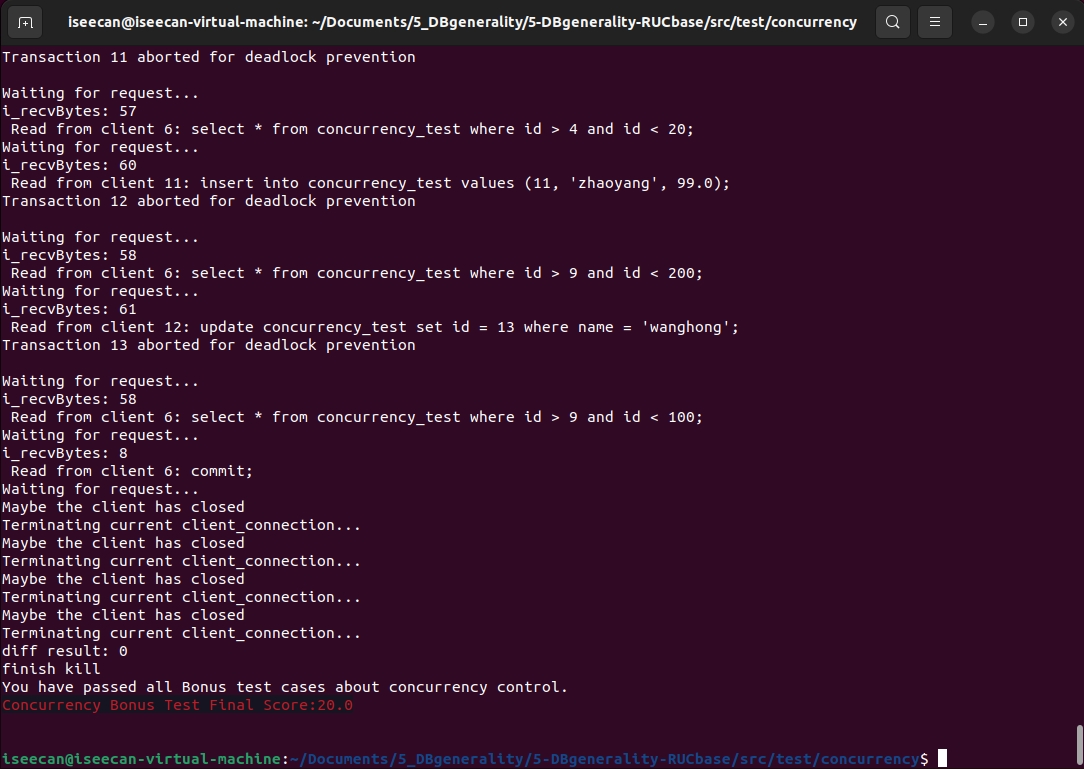 iseecan@iseecan-virtual-machine: ~/Documents/5_DBgenerality/5-DBgenerality-RUCbase/src/test/concurrency
Transaction 11 aborted for deadlock prevention
Waiting for request...
i_recvBytes: 57
Read from client 6: select * from concurrency_test where id > 4 and id < 20;
Waiting for request...
i_recvBytes: 60
Read from client 11: insert into concurrency_test values (11, 'zhaoyang', 99.0);
Transaction 12 aborted for deadlock prevention
Waiting for request...
i_recvBytes: 58
Read from client 6: select * from concurrency_test where id > 9 and id < 200;
Waiting for request...
i_recvBytes: 61
Read from client 12: update concurrency_test set id = 13 where name = 'wanghong';
Transaction 13 aborted for deadlock prevention
Waiting for request...
i_recvBytes: 58
Read from client 6: select * from concurrency_test where id > 9 and id < 100;
Waiting for request...
i_recvBytes: 8
Read from client 6: commit;
Waiting for request...
Maybe the client has closed
Terminating current client_connection...
Maybe the client has closed
Terminating current client_connection...
Maybe the client has closed
Terminating current client_connection...
Maybe the client has closed
Terminating current client_connection...
diff result: 0
finish kill
You have passed all Bonus test cases about concurrency control.
Concurrency Bonus Test Final Score:20.0
iseecan@iseecan-virtual-machine:~/Documents/5_DBgenerality/5-DBgenerality-RUCbase/src/test/concurrency$